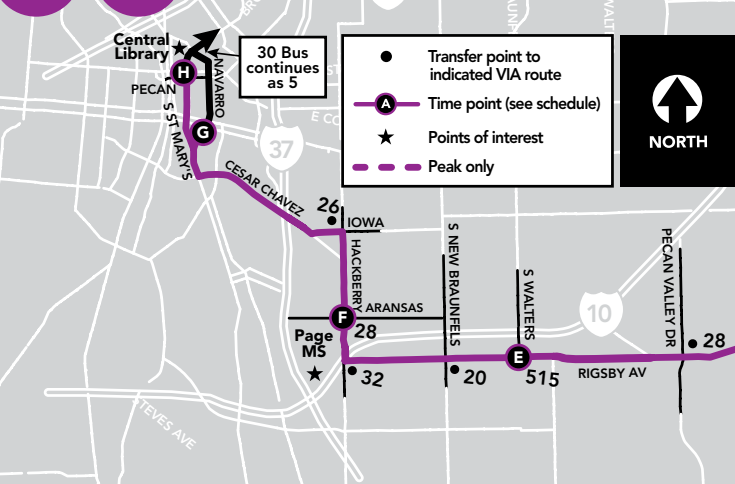 Central
Library
H
PECAN
NAVARRO
S ST MARY'S
G
30 Bus
continues
as 5
Transfer point to
indicated VIA route
A
Time point (see schedule)
Points of interest
Peak only
NORTH
E CO
37
CESAR CHAVEZ
26
IOWA
HACKBERRY
ARANSAS
F
28
Page
MS
32
S NEW BRAUNFELS
20
S WALTERS
E
515
10
RIGSBY AV
PECAN VALLEY DR
28
STEVES AVE